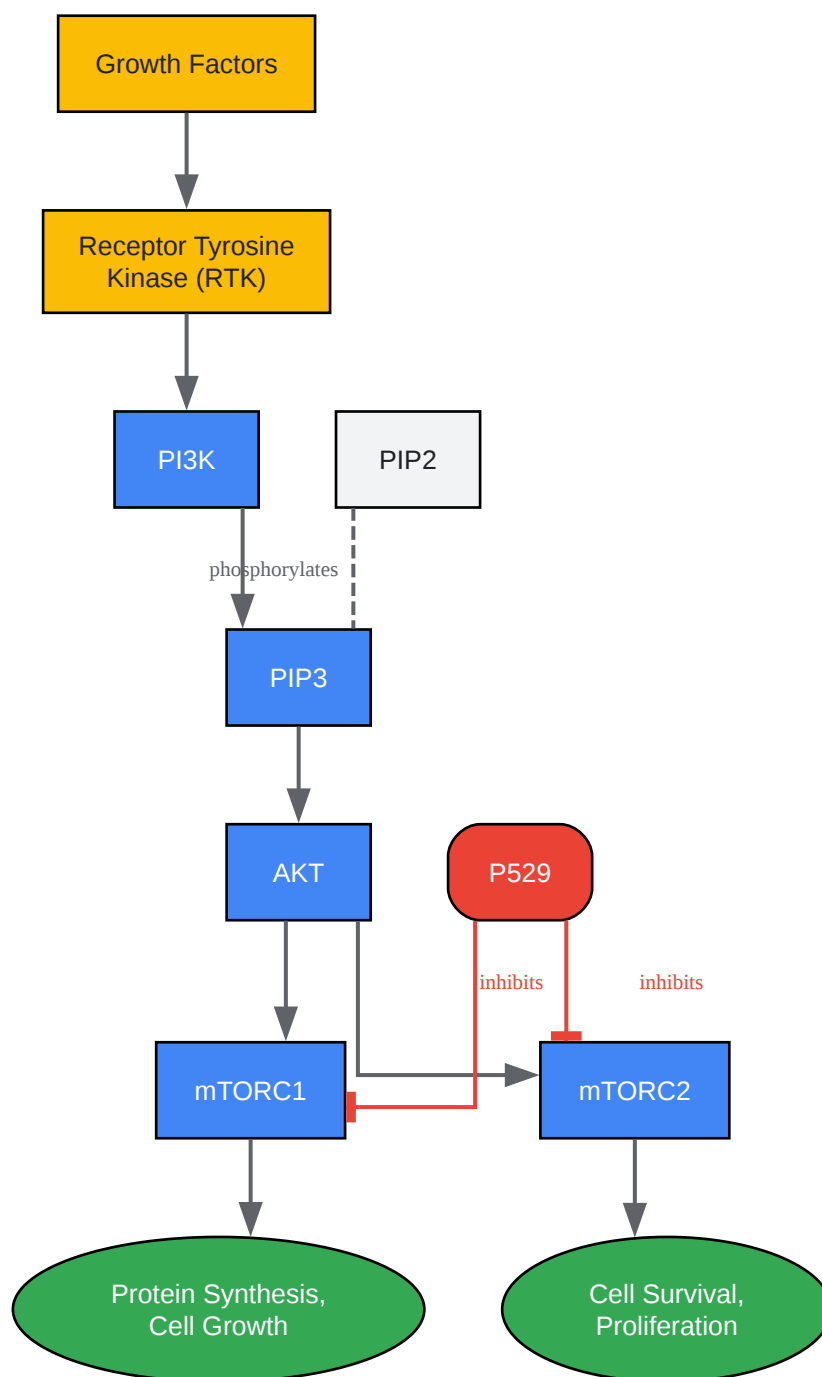 Growth Factors
Receptor Tyrosine
Kinase (RTK)
PI3K
PIP2
phosphorylates
PIP3
AKT
P529
inhibits
inhibits
mTORC1
mTORC2
Protein Synthesis,
Cell Growth
Cell Survival,
Proliferation